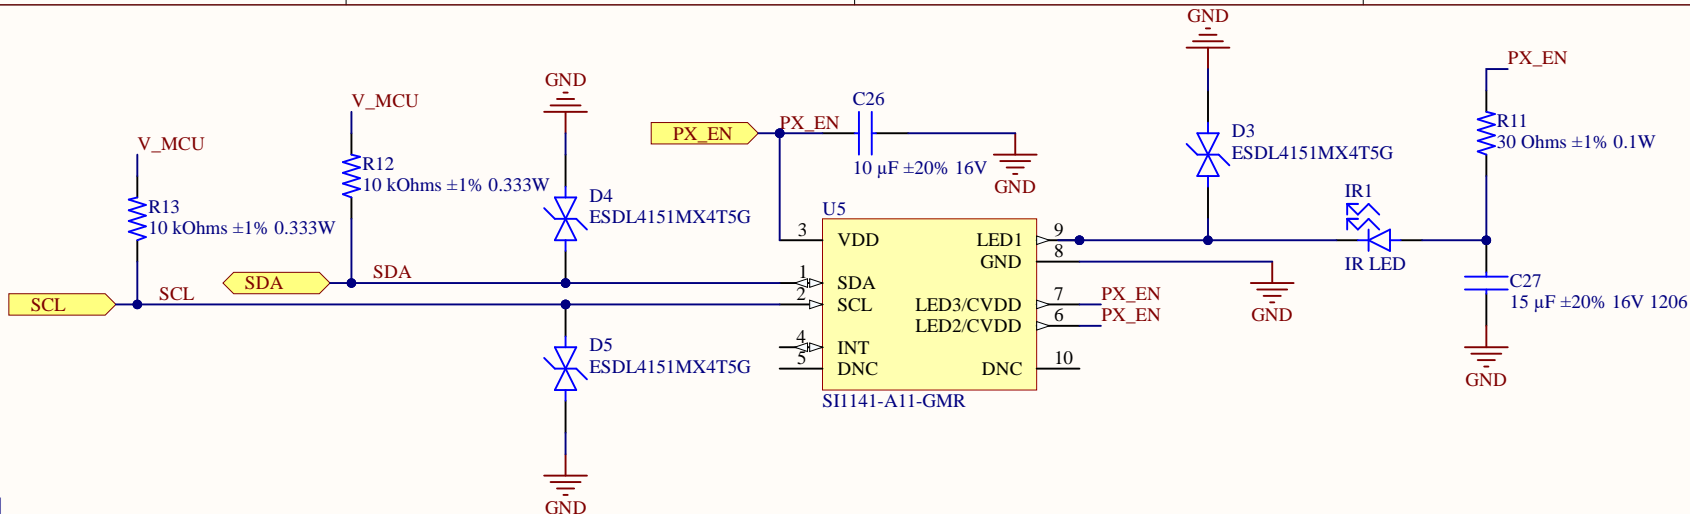 GND
PX_EN
GND
V_MCU
C26
PX_EN
PX_EN
R11
30 Ohms ±1% 0.1W
D3
ESDL4151MX4T5G
V_MCU
R12
10 kOhms ±1% 0.333W
10 µF ±20% 16V
GND
D4
ESDL4151MX4T5G
IR1
R13
10 kOhms ±1% 0.333W
U5
3
VDD
LED1
9
GND
8
IR LED
SDA
SDA
1
SDA
C27
15 µF ±20% 16V 1206
SCL
SCL
2
SCL
LED3/CVDD
7
PX_EN
LED2/CVDD
6
PX_EN
GND
4
INT
5
DNC
DNC
10
D5
ESDL4151MX4T5G
SI1141-A11-GMR
GND
GND